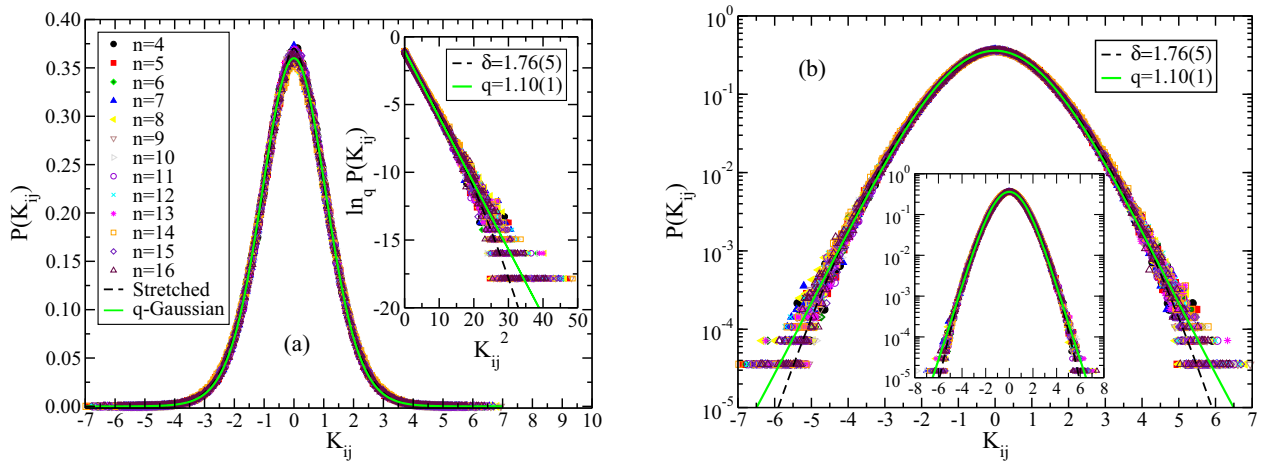 0.40
0.35
0.30
0.25
0.20
0.15
0.10
0.05
0.00
P(K_ij)
n=4
n=5
n=6
n=7
n=8
n=9
n=10
n=11
n=12
n=13
n=14
n=15
n=16
Stretched
q-Gaussian
(a)
-7 -6 -5 -4 -3 -2 -1 0 1 2 3 4 5 6 7 8 9 10
K_ij
0
-5
-10
-15
-20
ln_q P(K_ij)
δ=1.76(5)
q=1.10(1)
0 10 20 30 40 50
K_ij^2
10^0
10^-1
10^-2
10^-3
10^-4
10^-5
P(K_ij)
(b)
δ=1.76(5)
q=1.10(1)
10^0
10^-1
10^-2
10^-3
10^-4
10^-5
-8 -6 -4 -2 0 2 4 6 8
-7 -6 -5 -4 -3 -2 -1 0 1 2 3 4 5 6 7
K_ij